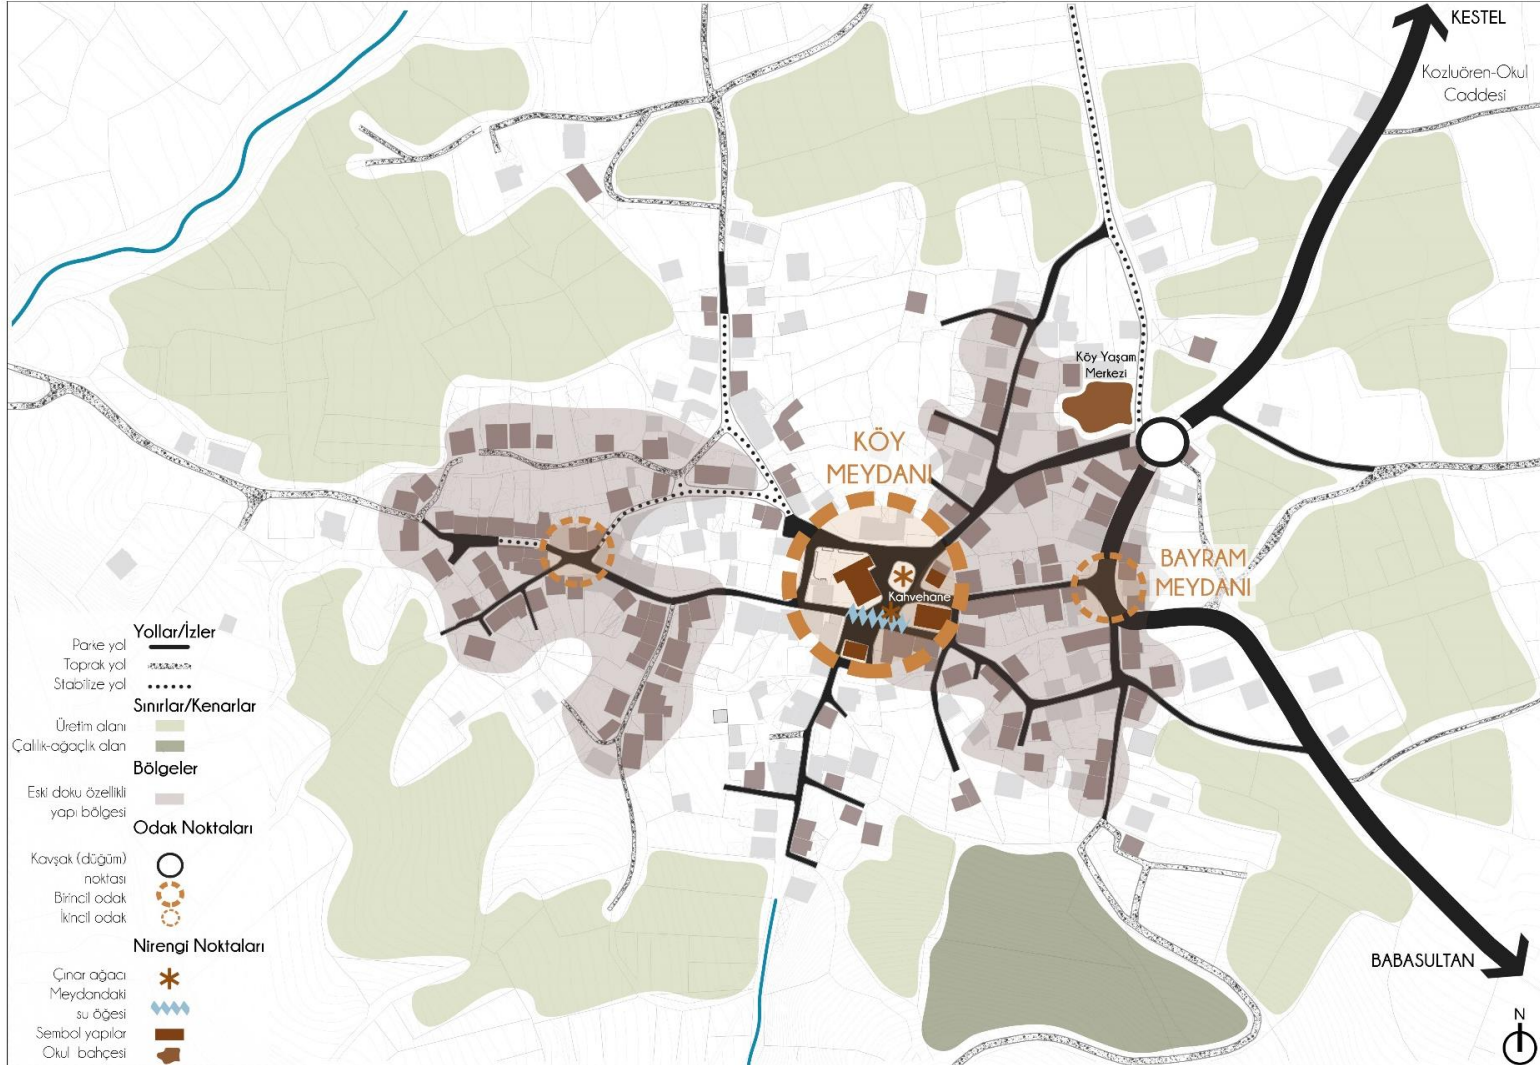 KESTEL
Kozluören-Okul
Caddesi
Köy Yaşam
Merkezi
KÖY
MEYDANI
BAYRAM
MEYDANI
Kahvehane
BABASULTAN
N
Yollar/İzler
Parke yol
Toprak yol
Stabilize yol
Sınırlar/Kenarlar
Üretim alanı
Çalılık-ağaçlık alan
Bölgeler
Eski doku özellikli
yapı bölgesi
Odak Noktaları
Kavşak (düğüm)
noktası
Birincil odak
İkincil odak
Nirengi Noktaları
Çınar ağacı
Meydandaki
su öğesi
Sembol yapılar
Okul bahçesi